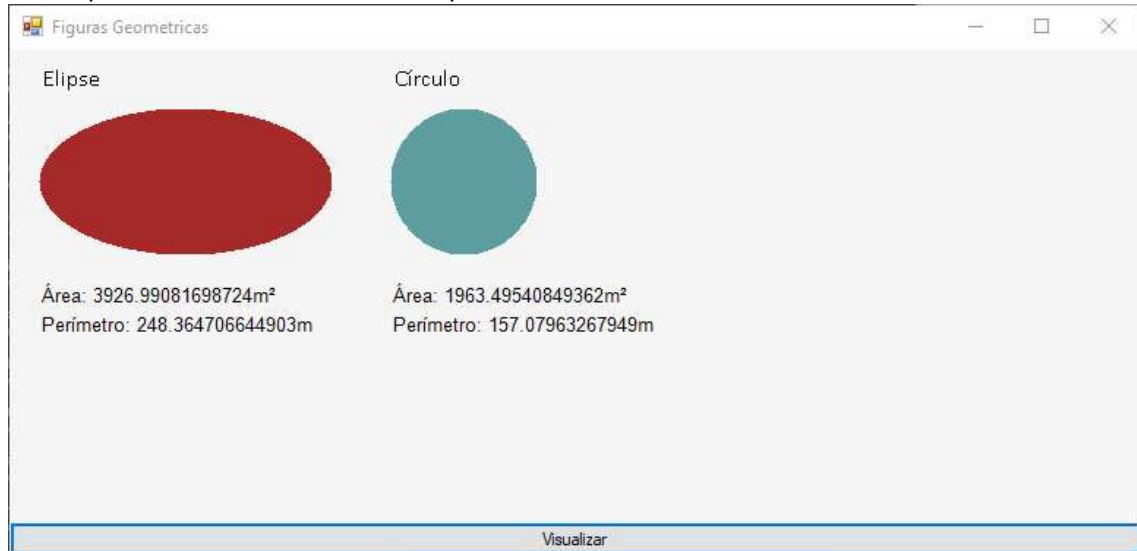 Figuras Geometricas
Elipse
Círculo
Área: 3926.99081698724m²
Perímetro: 248.364706644903m
Área: 1963.49540849362m²
Perímetro: 157.07963267949m
Visualizar